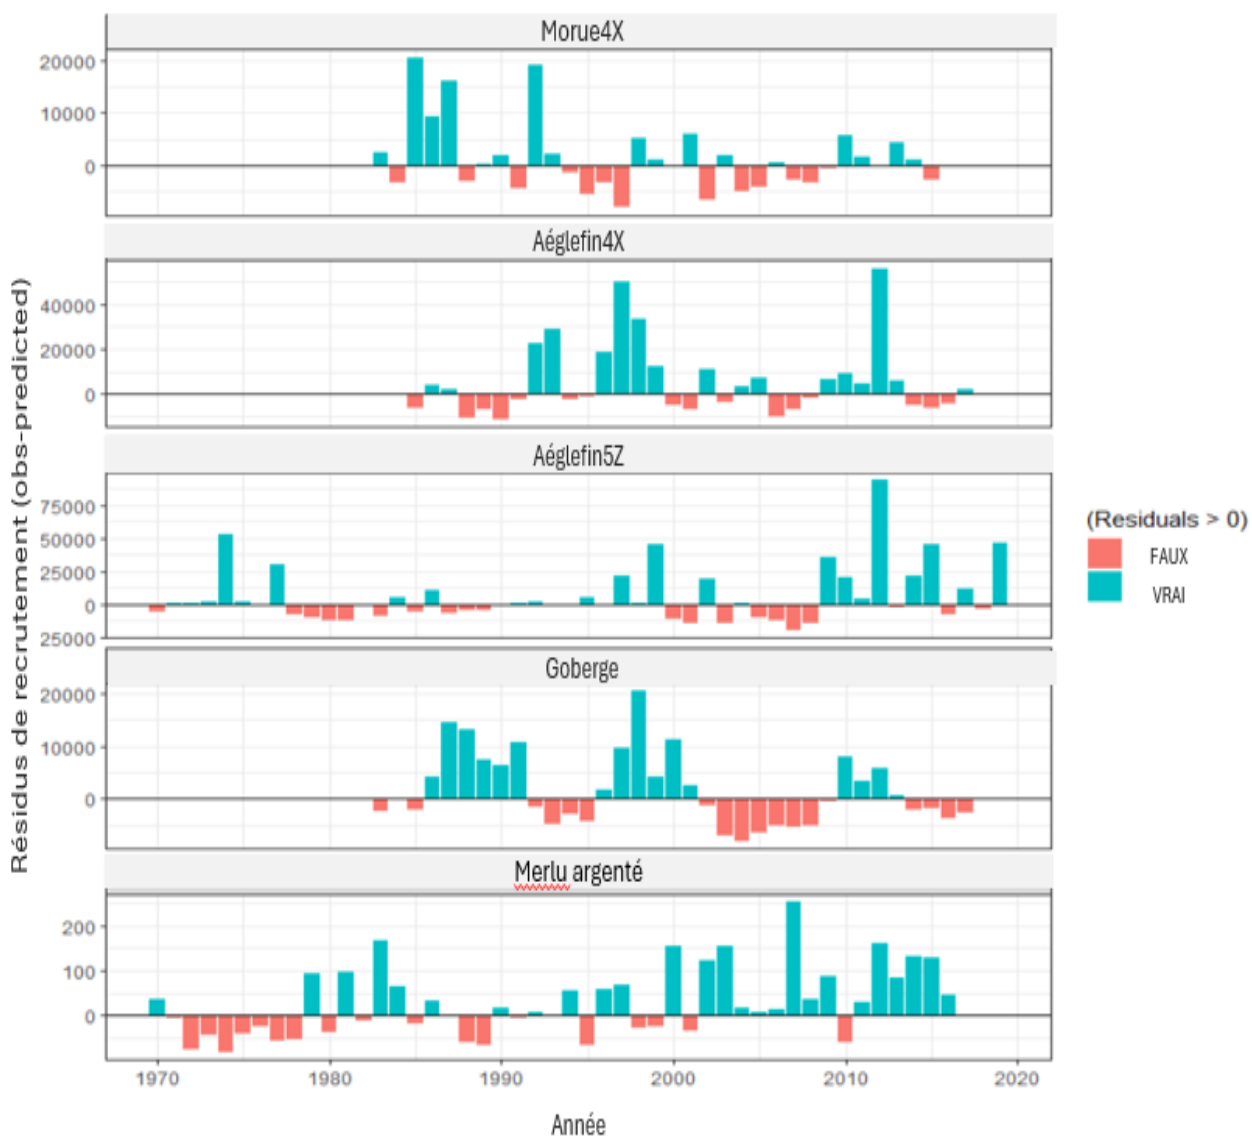 Morue4X
20000
10000
0
Aéglefin4X
40000
20000
0
Aéglefin5Z
75000
50000
25000
0
25000
Goberge
20000
10000
0
Merlu argenté
200
100
0
1970 1980 1990 2000 2010 2020
Année
Résidus de recrutement (obs-predicted)
(Residuals > 0)
FAUX
VRAI